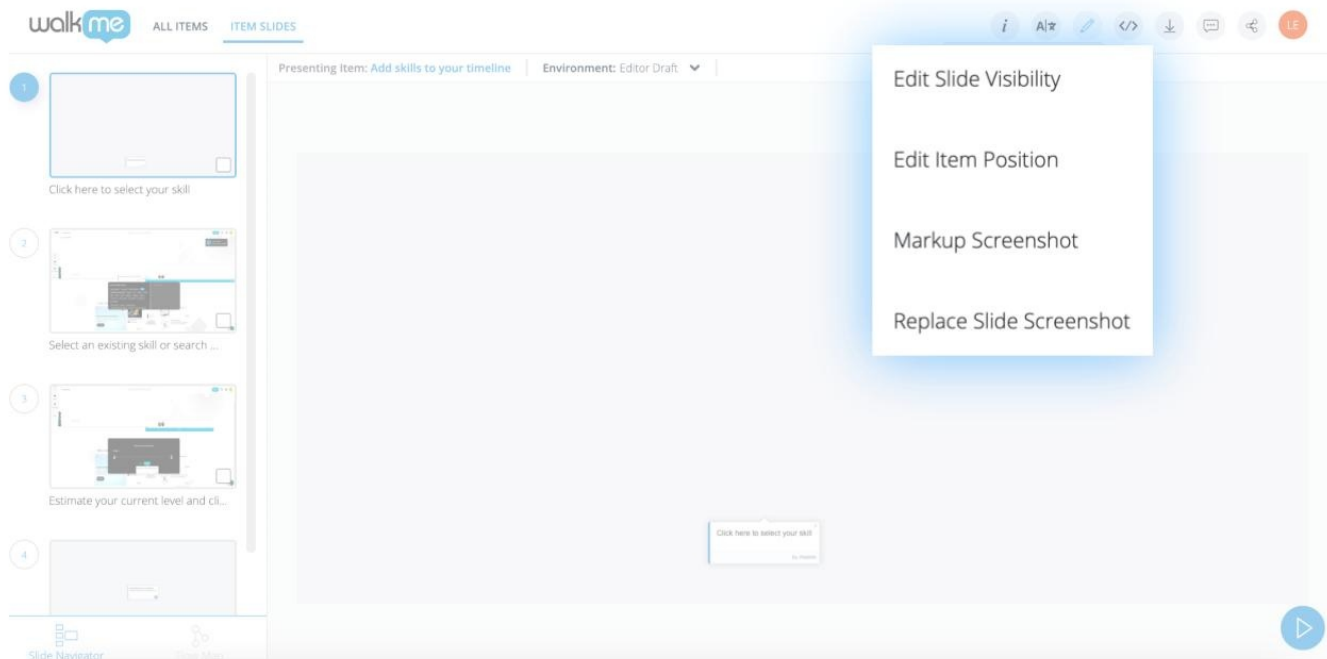 walkme
ALL ITEMS
ITEM SLIDES
i
A
</>
LE
Presenting Item: Add skills to your timeline
Environment: Editor Draft
Edit Slide Visibility
Edit Item Position
Markup Screenshot
Replace Slide Screenshot
1
Click here to select your skill
2
Select an existing skill or search ...
3
Estimate your current level and cli...
4
Click here to select your skill
Slide Navigator